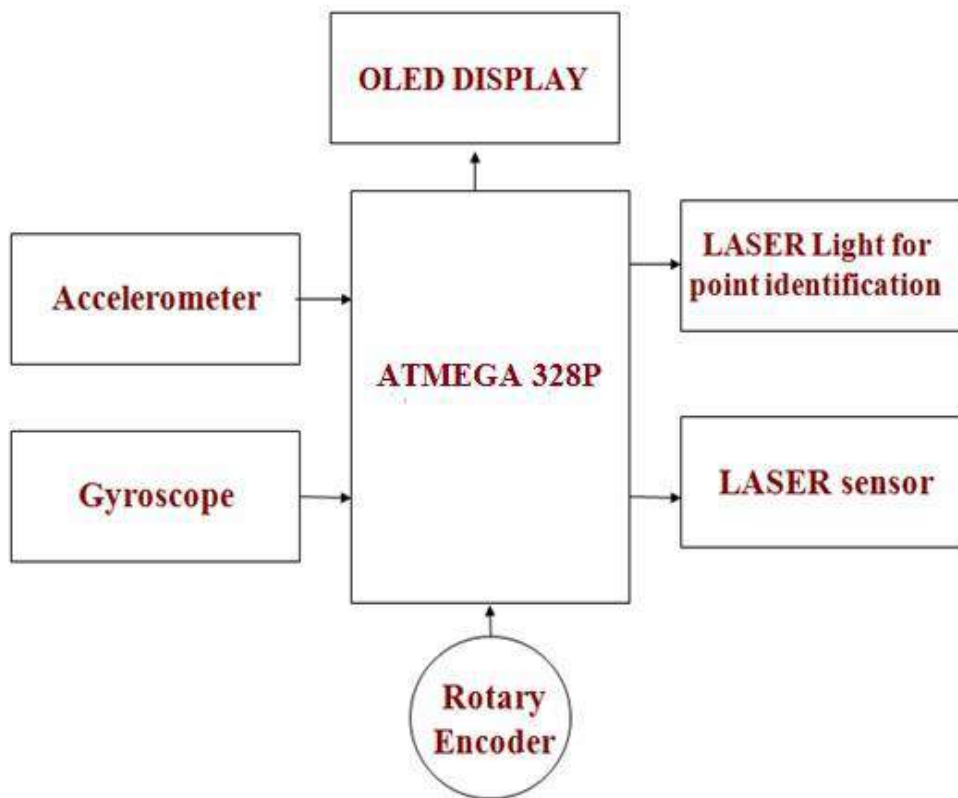 OLED DISPLAY
LASER Light for
point identification
Accelerometer
ATMEGA 328P
Gyroscope
LASER sensor
Rotary
Encoder